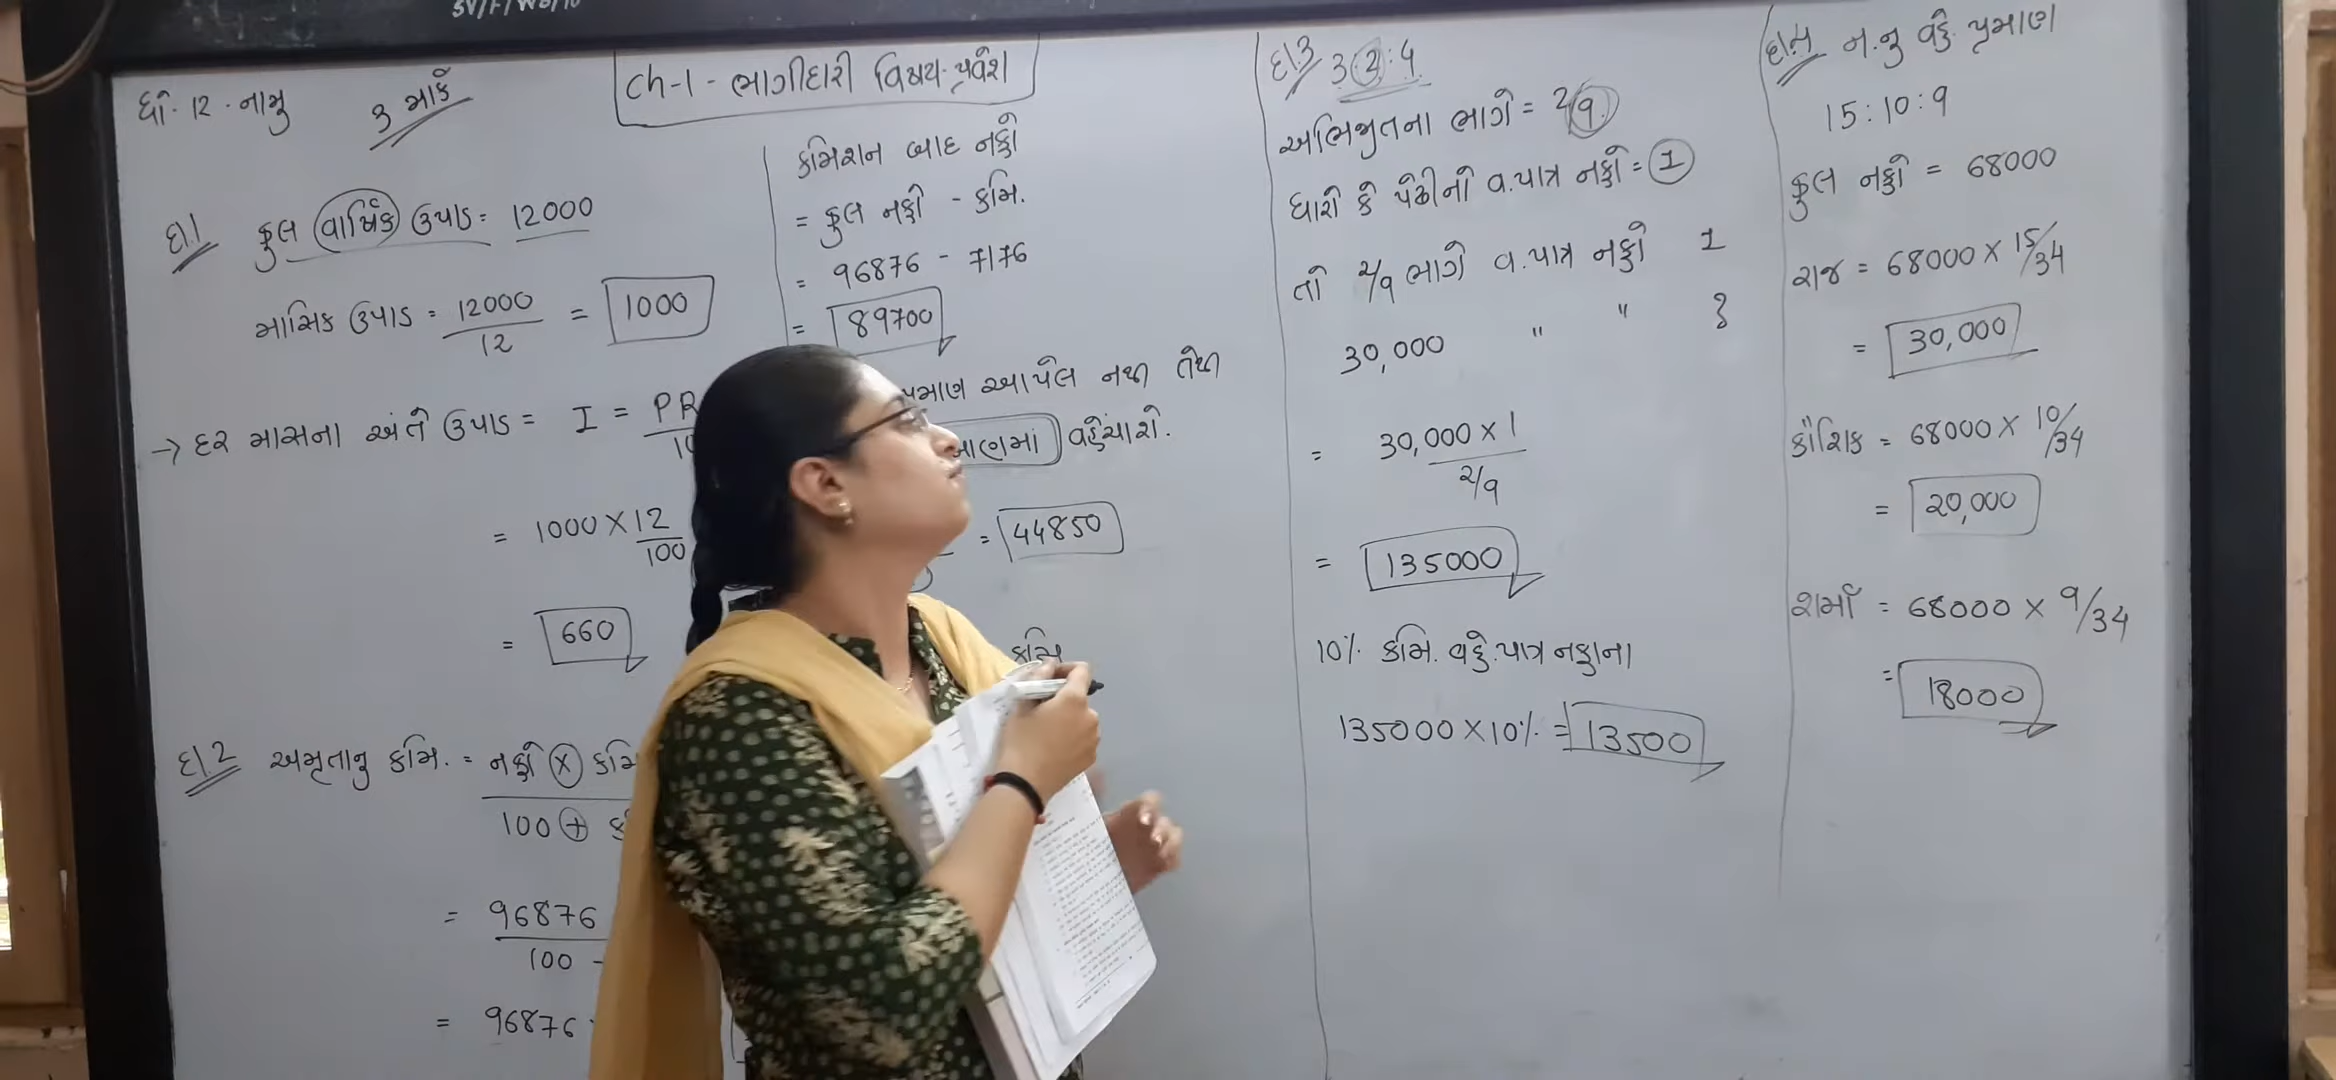 ધો. 12 - નામુ
3 માર્ક
Ch-1 - ભાગીદારી વિષય-પ્રવેશ
દા.1 કુલ વાર્ષિક ઉપાડ = 12000
માસિક ઉપાડ = 12000/12 = 1000
→ દર માસના અંતે ઉપાડ = I = PR
= 1000 × 12/100
= 660
દા.2 અમૃતાનુ કમિ. = નફો × કમિ
100 +
= 96876
100 -
= 96876
કમિશન બાદ નફો
= કુલ નફો - કમિ.
= 96876 - 7176
= 89700
પ્રમાણ આપેલ નથી તેથી
વહેંચાશે.
= 44850
કમિ
દા.3 3:2:4
અભિજીતના ભાગે = 2/9
ધારો કે પેઢીનો વ.પાત્ર નફો = 1
તો 2/9 ભાગે વ.પાત્ર નફો 1
30,000 " " ?
= 30,000 × 1
2/9
= 135000
10% કમિ. વહે.પાત્ર નફાના
135000 × 10% = 13500
ન.નુ વહે. પ્રમાણ
15:10:9
કુલ નફો = 68000
રાજ = 68000 × 15/34
= 30,000
કૌશિક = 68000 × 10/34
= 20,000
શર્મા = 68000 × 9/34
= 18000